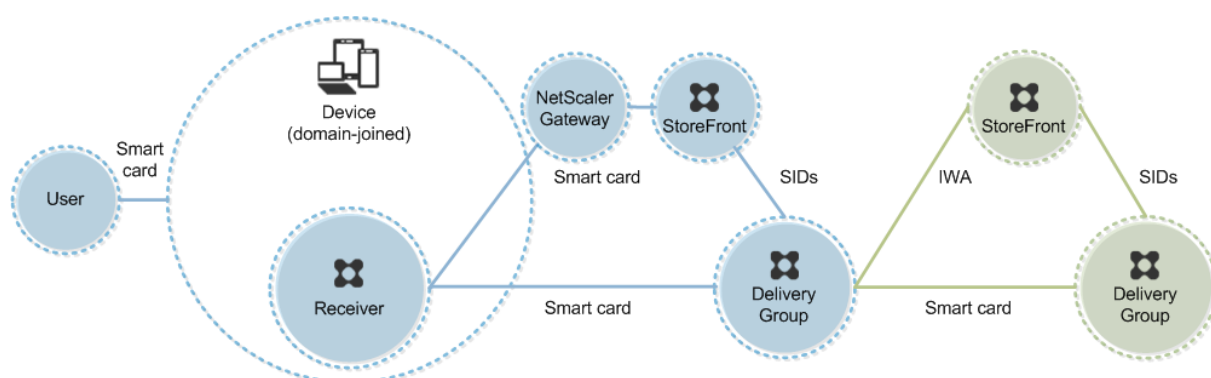 User
Smart
card
Device
(domain-joined)
Receiver
NetScaler
Gateway
StoreFront
Smart card
SIDs
Smart card
Delivery
Group
IWA
StoreFront
SIDs
Smart card
Delivery
Group